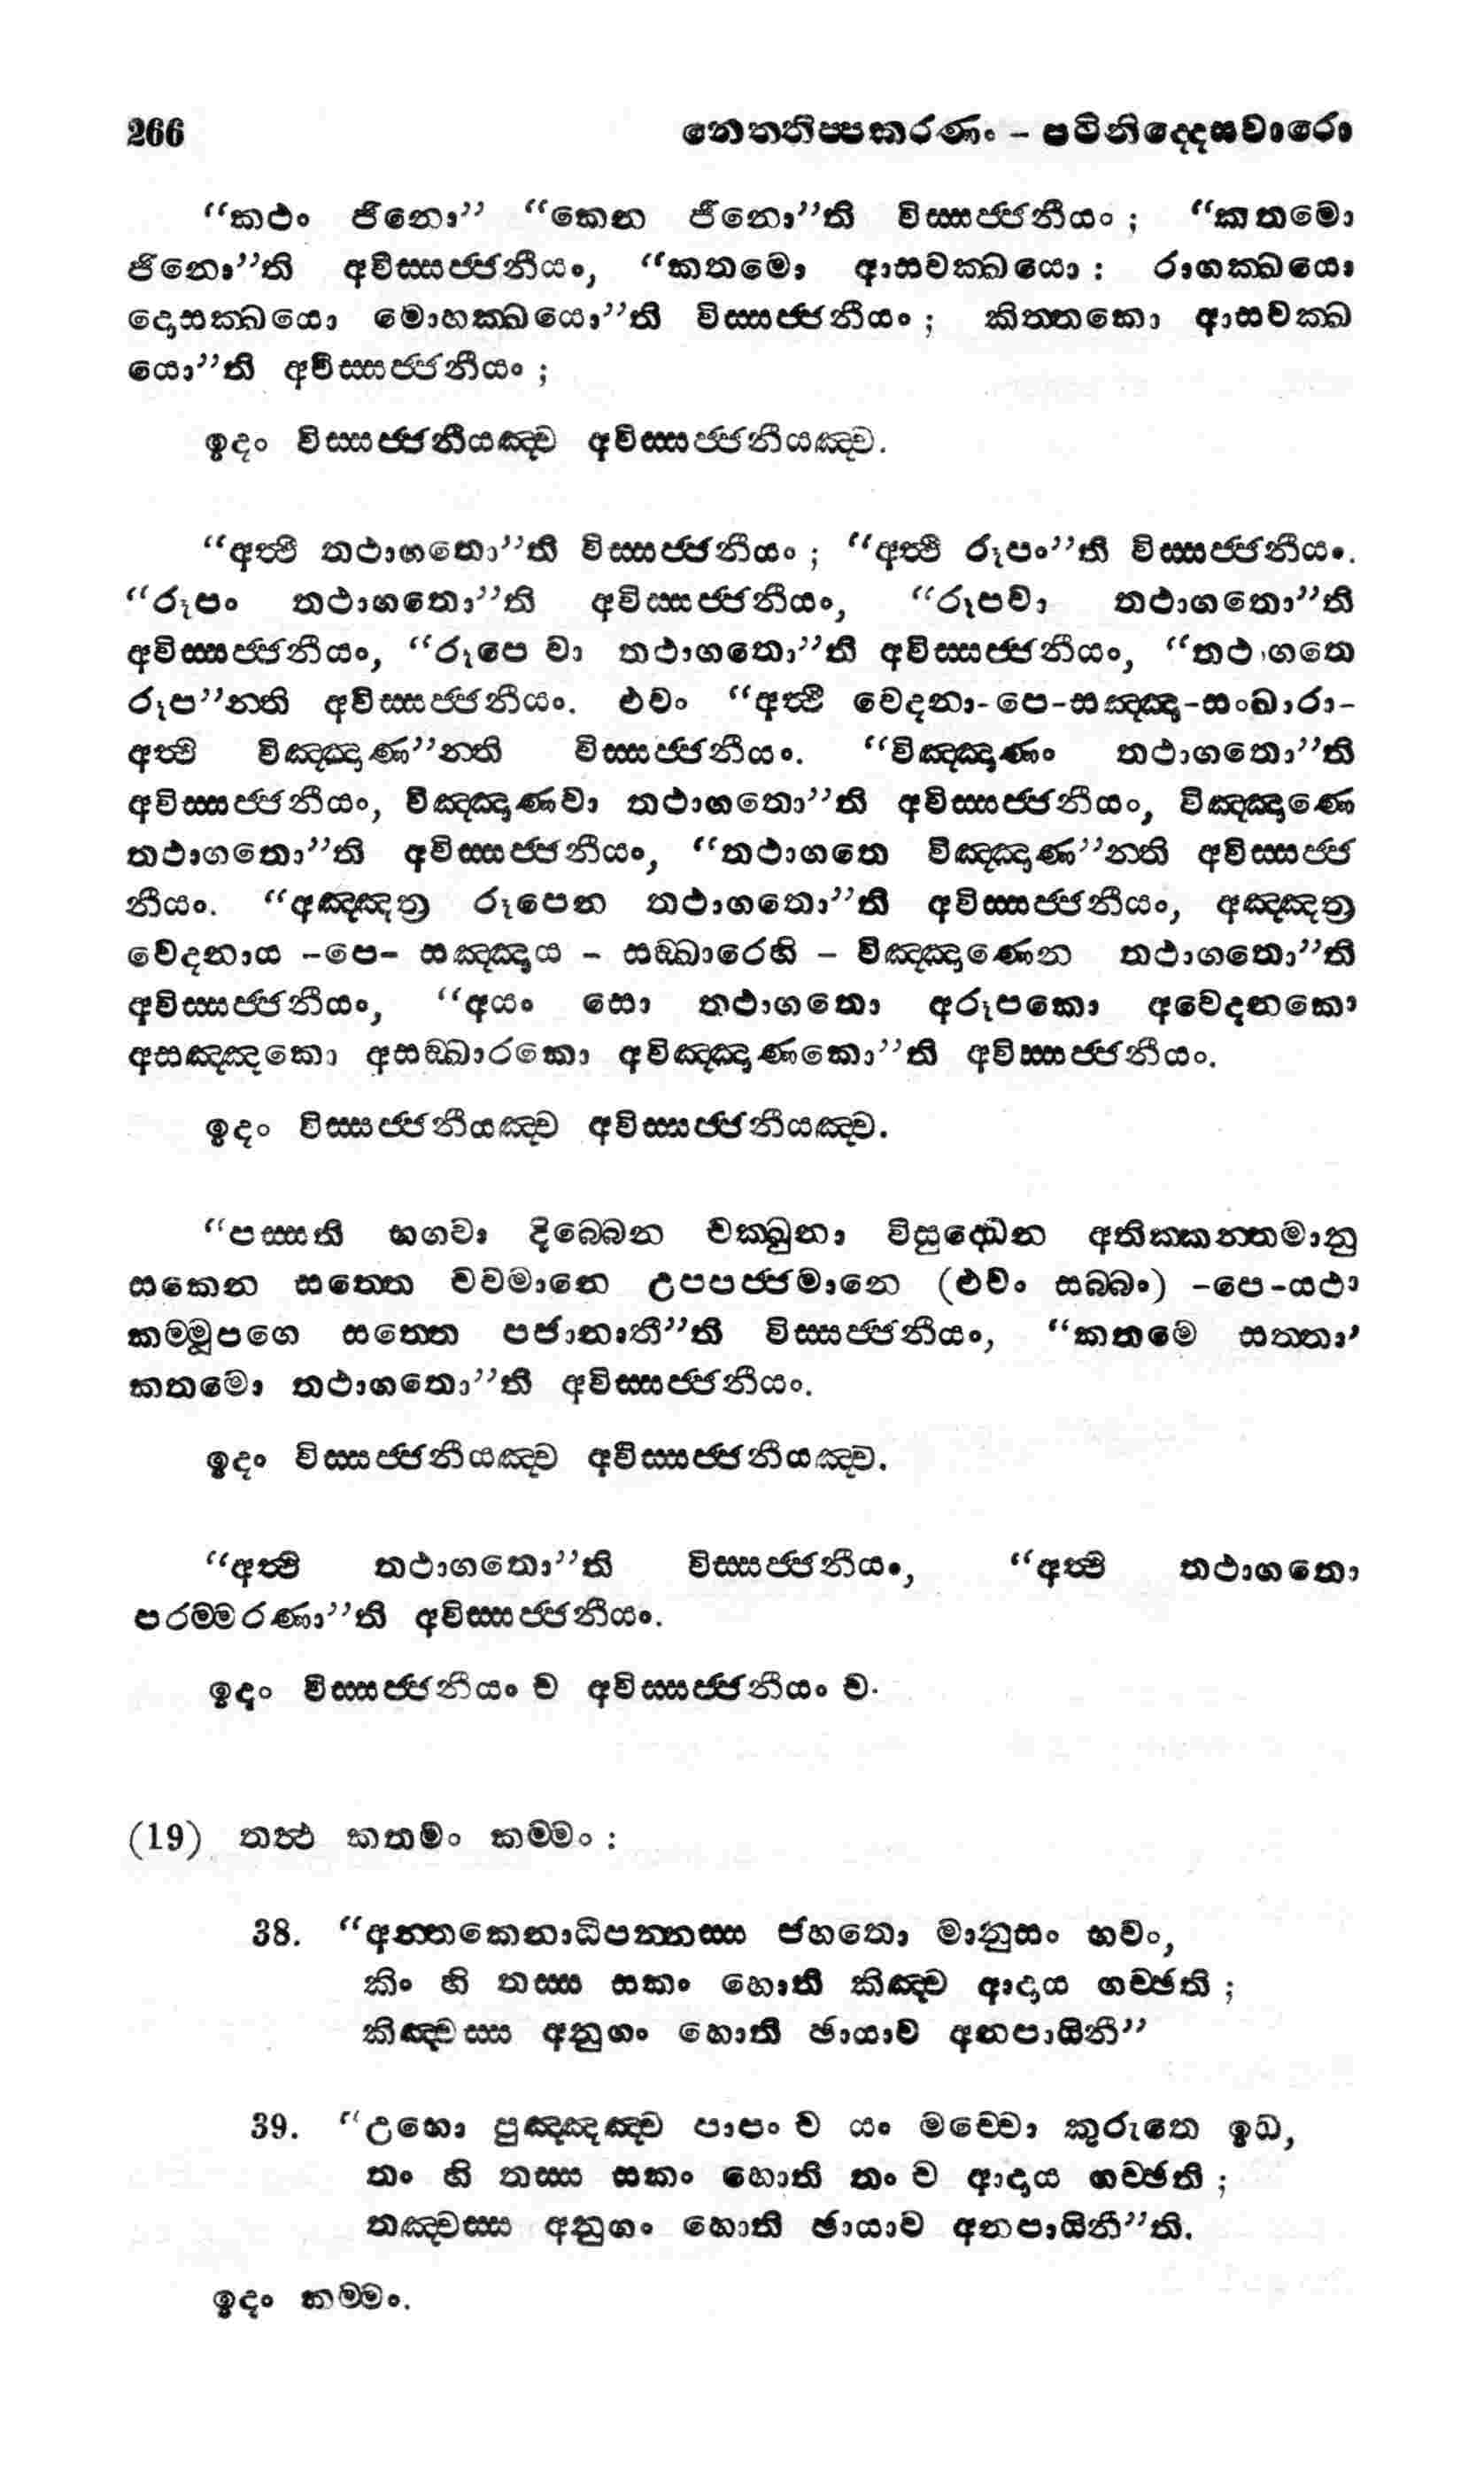 266 නෙත්තිප්පකරණං – පටිනිද්දෙසවාරො
“කථං ජිනො” “කෙන ජිනො”ති විස්සජ්ජනීයං ; “කතමො
ජිනො”ති අවිස්සජ්ජනීයං, “කතමො ආසවක්ඛයො : රාගක්ඛයො
දොසක්ඛයො මොහක්ඛයො”ති විස්සජ්ජනීයං ; කිත්තකො ආසවක්ඛ
යො”ති අවිස්සජ්ජනීයං ;
ඉදං විස්සජ්ජනීයඤ්ච අවිස්සජ්ජනීයඤ්ච.
“අත්ථි තථාගතො”ති විස්සජ්ජනීයං ; “අත්ථි රූපං”ති විස්සජ්ජනීයං.
“රූපං තථාගතො”ති අවිස්සජ්ජනීයං, “රූපවා තථාගතො”ති
අවිස්සජ්ජනීයං, “රූපෙ වා තථාගතො”ති අවිස්සජ්ජනීයං, “තථාගතෙ
රූප”න්ති අවිස්සජ්ජනීයං. එවං “අත්ථි වෙදනා-පෙ-සඤ්ඤා-සංඛාරා-
අත්ථි විඤ්ඤාණ”න්ති විස්සජ්ජනීයං. “විඤ්ඤාණං තථාගතො”ති
අවිස්සජ්ජනීයං, විඤ්ඤාණවා තථාගතො”ති අවිස්සජ්ජනීයං, විඤ්ඤාණෙ
තථාගතො”ති අවිස්සජ්ජනීයං, “තථාගතෙ විඤ්ඤාණ”න්ති අවිස්සජ්ජ
නීයං. “අඤ්ඤත්‍ර රූපෙන තථාගතො”ති අවිස්සජ්ජනීයං, අඤ්ඤත්‍ර
වෙදනාය -පෙ- සඤ්ඤාය – සඞ්ඛාරෙහි – විඤ්ඤාණෙන තථාගතො”ති
අවිස්සජ්ජනීයං, “අයං සො තථාගතො අරූපකො අවෙදනකො
අසඤ්ඤකො අසඞ්ඛාරකො අවිඤ්ඤාණකො”ති අවිස්සජ්ජනීයං.
ඉදං විස්සජ්ජනීයඤ්ච අවිස්සජ්ජනීයඤ්ච.
“පස්සති භගවා දිබ්බෙන චක්ඛුනා විසුද්ධෙන අතික්කන්තමානු
සකෙන සත්තෙ චවමානෙ උපපජ්ජමානෙ (එවං සබ්බං) -පෙ-යථා
කම්මූපගෙ සත්තෙ පජානාතී”ති විස්සජ්ජනීයං, “කතමෙ සත්තා’
කතමො තථාගතො”ති අවිස්සජ්ජනීයං.
ඉදං විස්සජ්ජනීයඤ්ච අවිස්සජ්ජනීයඤ්ච.
“අත්ථි තථාගතො”ති විස්සජ්ජනීයං, “අත්ථි තථාගතො
පරම්මරණා”ති අවිස්සජ්ජනීයං.
ඉදං විස්සජ්ජනීයං ච අවිස්සජ්ජනීයං ච.
(19) තත්ථ කතමං කම්මං :
38. “අන්තකෙනාධිපන්නස්ස ජහතො මානුසං භවං,
කිං හි තස්ස සකං හොති කිඤ්ච ආදාය ගච්ඡති ;
කිඤ්චස්ස අනුගං හොති ඡායාව අනපායිනී”
39. “උභො පුඤ්ඤඤ්ච පාපං ච යං මච්චො කුරුතෙ ඉධ,
තං හි තස්ස සකං හොති තං ච ආදාය ගච්ඡති ;
තඤ්චස්ස අනුගං හොති ඡායාව අනපායිනී”ති.
ඉදං කම්මං.